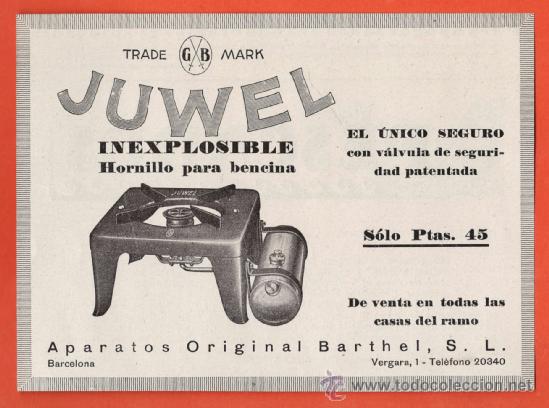 TRADE GB MARK
JUWEL
INEXPLOSIBLE
Hornillo para bencina
EL ÚNICO SEGURO
con válvula de seguri-
dad patentada
JUWEL
GB
Sólo Ptas. 45
De venta en todas las
casas del ramo
Aparatos Original Barthel, S. L.
Barcelona
Vergara, 1 - Teléfono 20340
www.todocoleccion.net